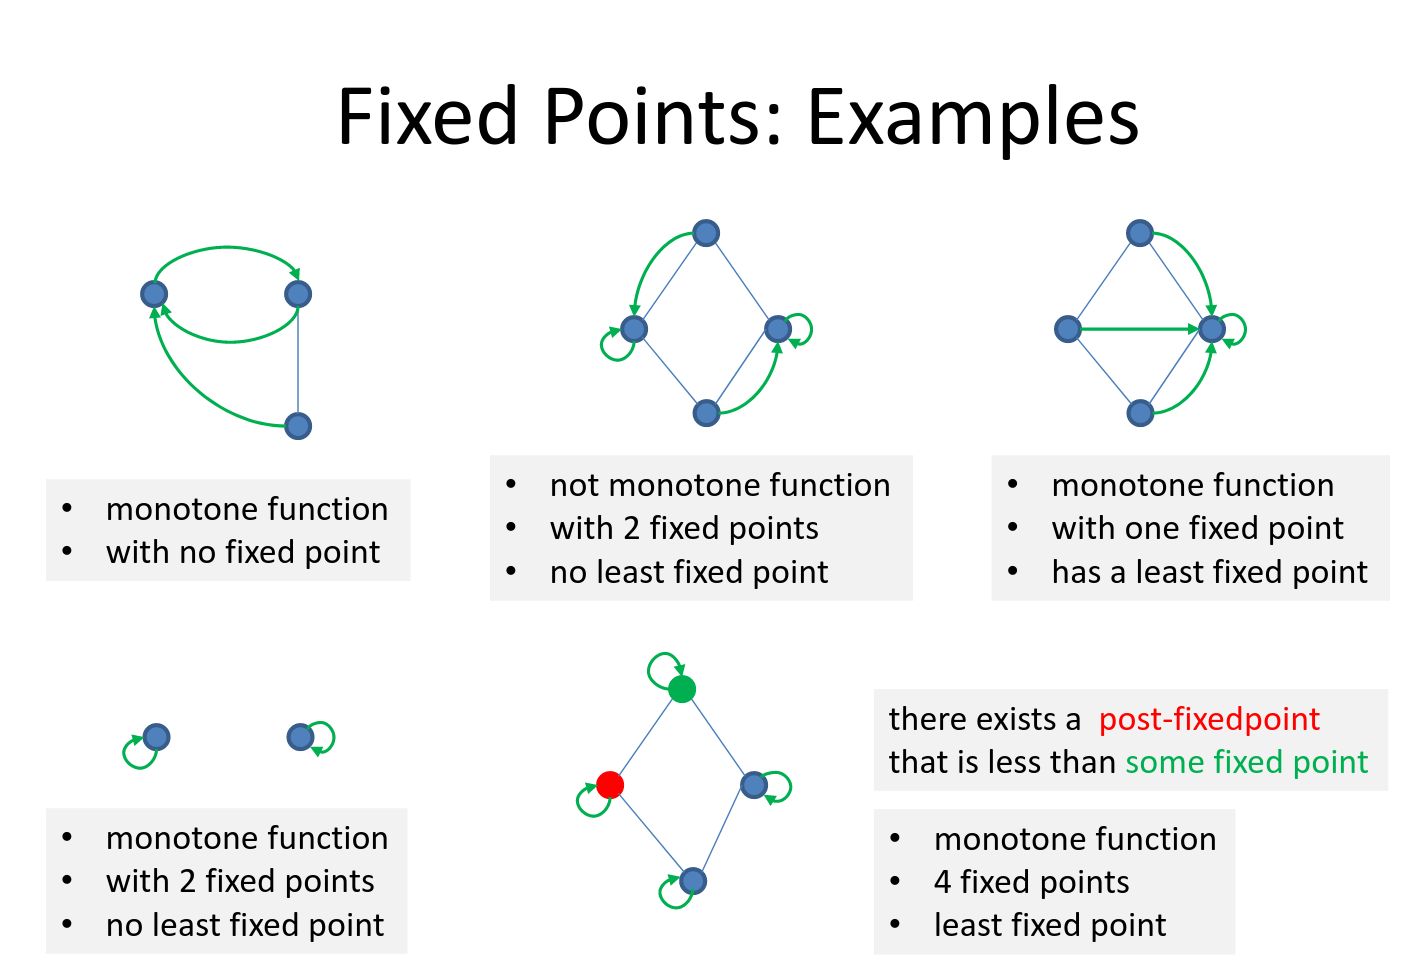 Fixed Points: Examples
• monotone function
• with no fixed point
• not monotone function
• with 2 fixed points
• no least fixed point
• monotone function
• with one fixed point
• has a least fixed point
• monotone function
• with 2 fixed points
• no least fixed point
there exists a post-fixedpoint
that is less than some fixed point
• monotone function
• 4 fixed points
• least fixed point